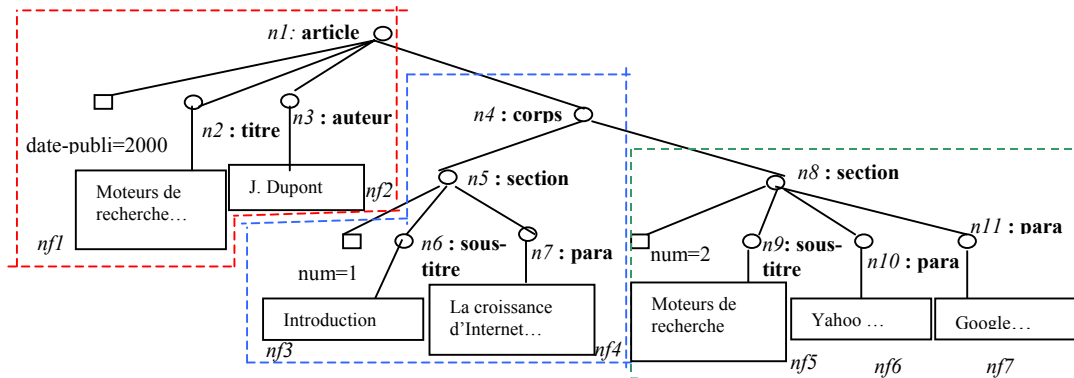 n1: article
n4 : corps
n2 : titre
n3 : auteur
date-publi=2000
Moteurs de
recherche…
nf1
J. Dupont
nf2
n5 : section
n8 : section
n6 : sous-
titre
n7 : para
num=1
Introduction
nf3
La croissance
d’Internet…
nf4
num=2
n9: sous-
titre
n10 : para
n11 : para
Moteurs de
recherche
nf5
Yahoo …
nf6
Google…
nf7